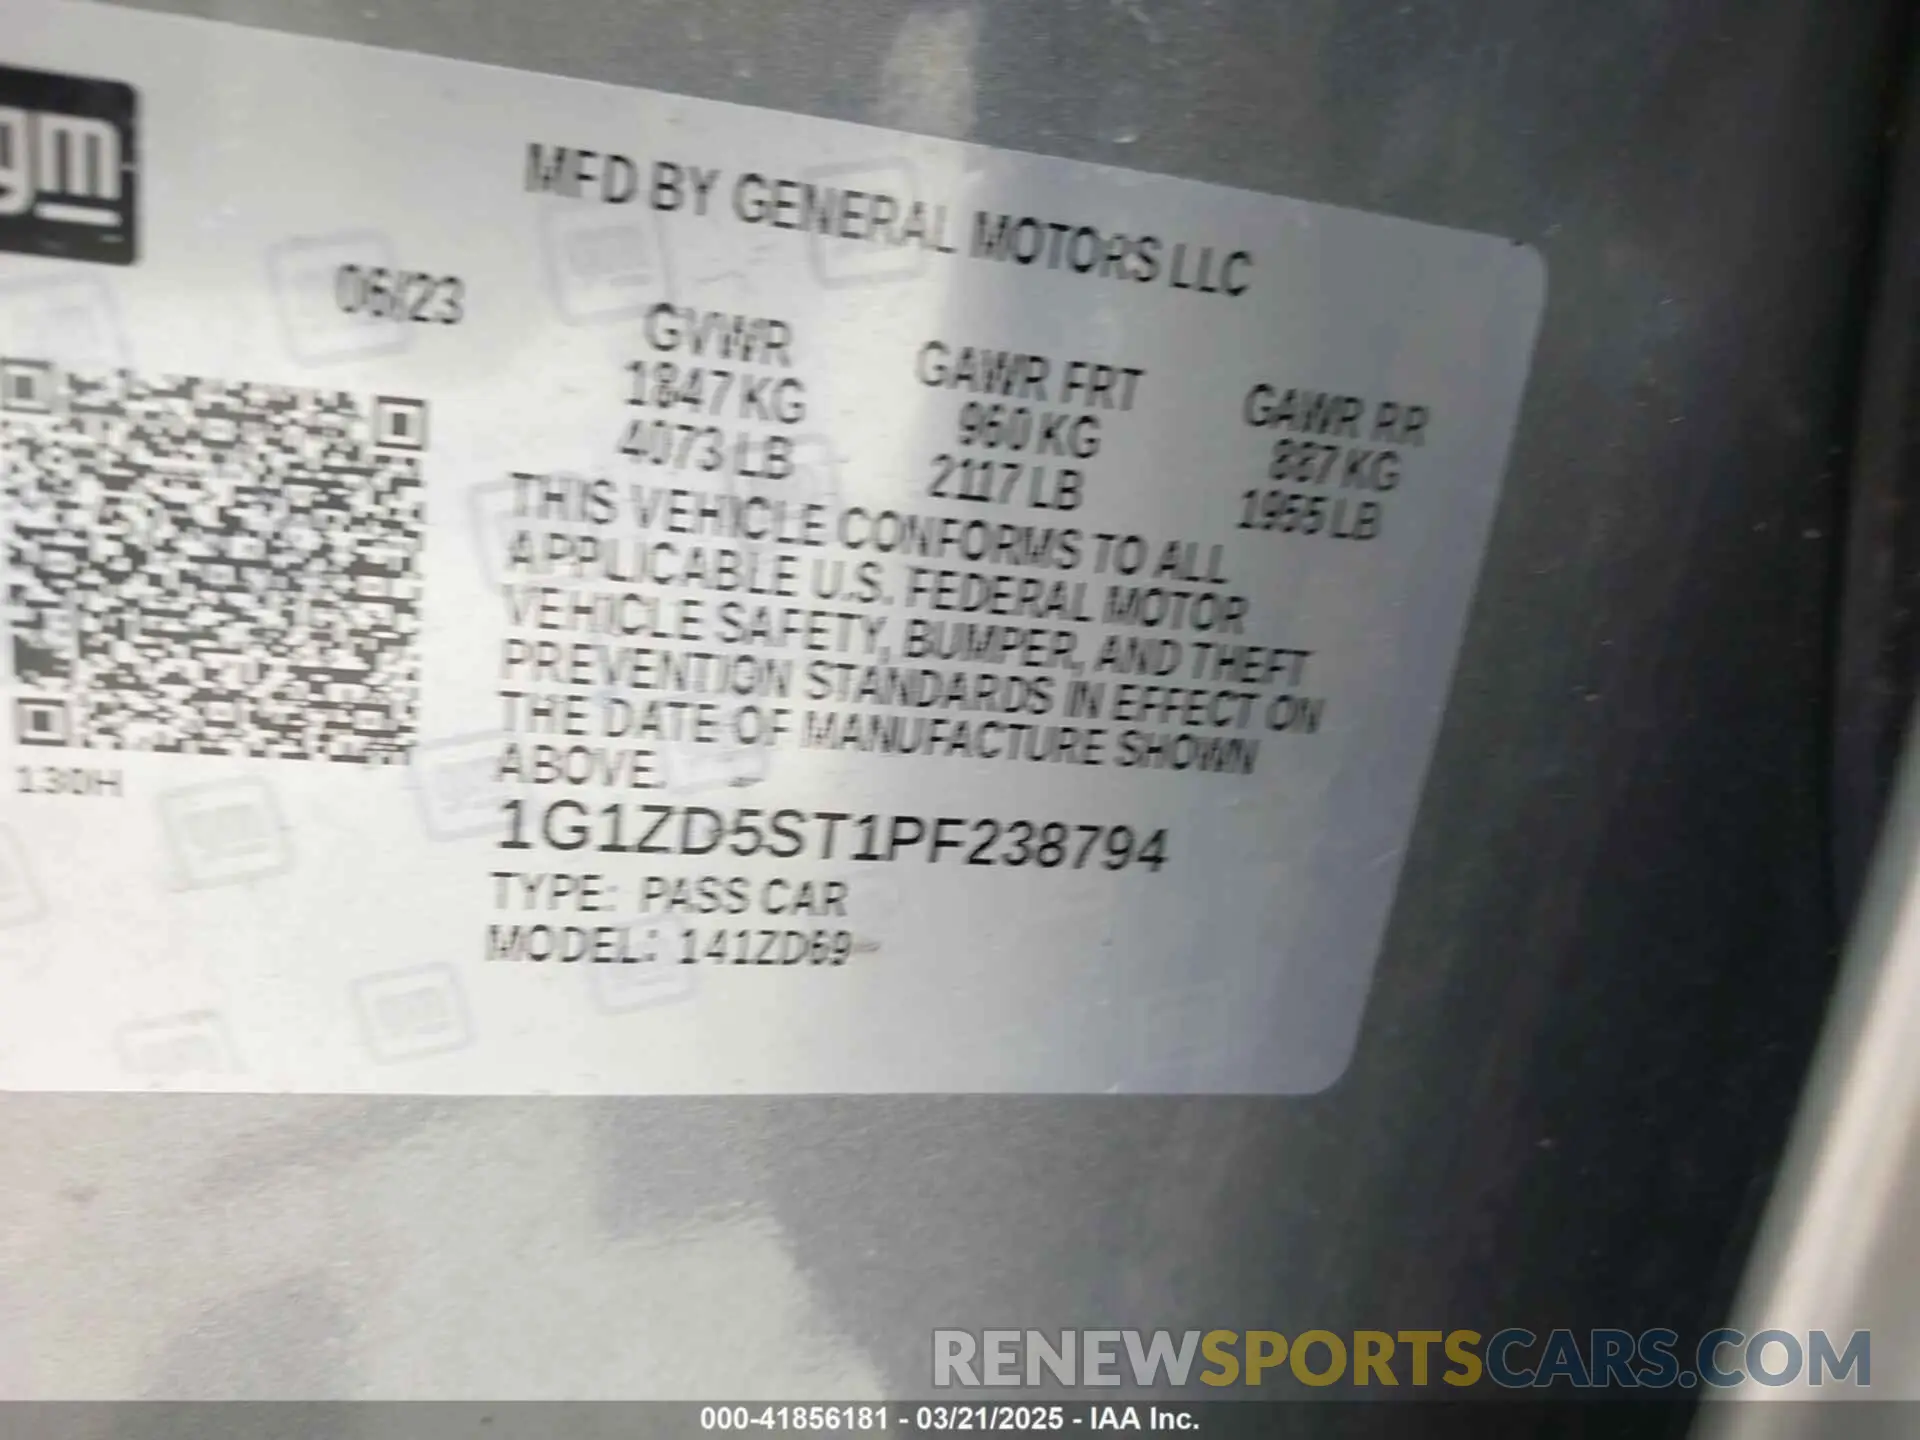 gm
MFD BY GENERAL MOTORS LLC
06/23
GVWR GAWR FRT GAWR RR
1847 KG 960 KG 887 KG
4073 LB 2117 LB 1955 LB
THIS VEHICLE CONFORMS TO ALL
APPLICABLE U.S. FEDERAL MOTOR
VEHICLE SAFETY, BUMPER, AND THEFT
PREVENTION STANDARDS IN EFFECT ON
THE DATE OF MANUFACTURE SHOWN
ABOVE.
130H
1G1ZD5ST1PF238794
TYPE: PASS CAR
MODEL: 141ZD69
RENEWSPORTSCARS.COM
000-41856181 - 03/21/2025 - IAA Inc.